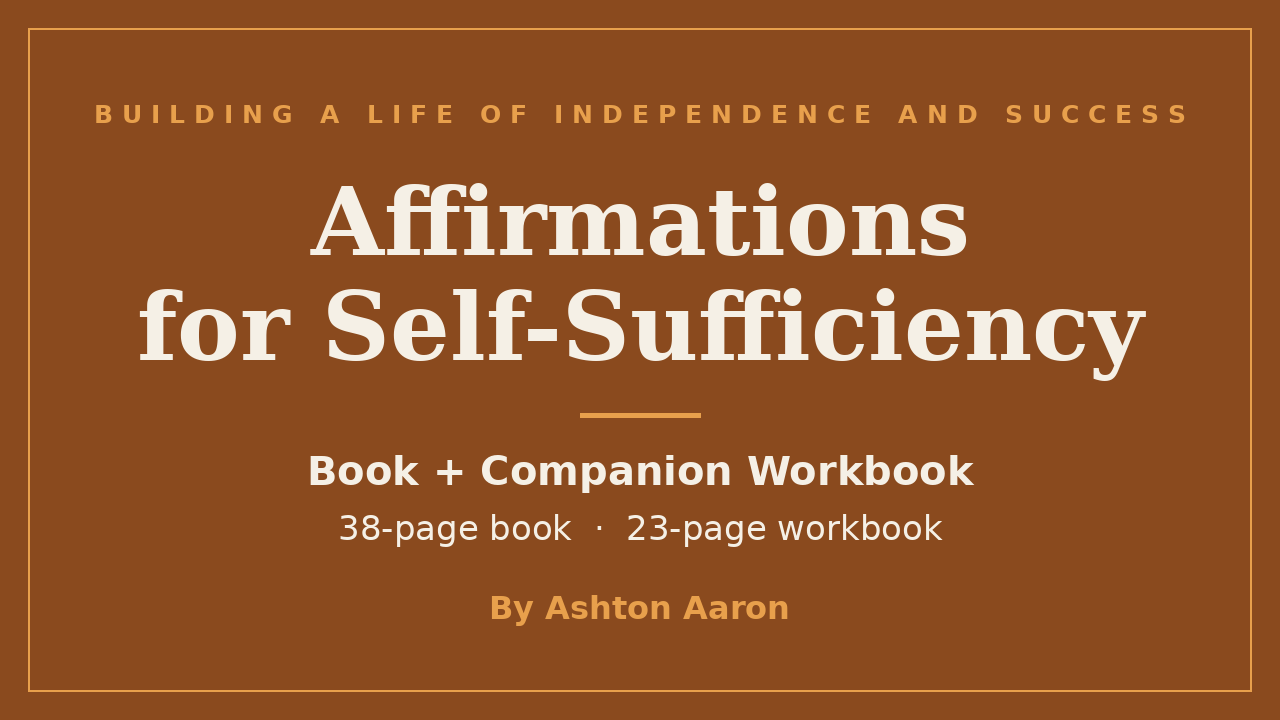 BUILDING A LIFE OF INDEPENDENCE AND SUCCESS
Affirmations
for Self-Sufficiency
Book + Companion Workbook
38-page book · 23-page workbook
By Ashton Aaron